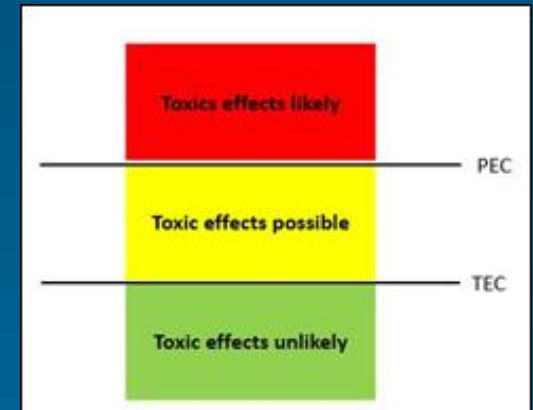 Toxics effects likely
PEC
Toxic effects possible
TEC
Toxic effects unlikely